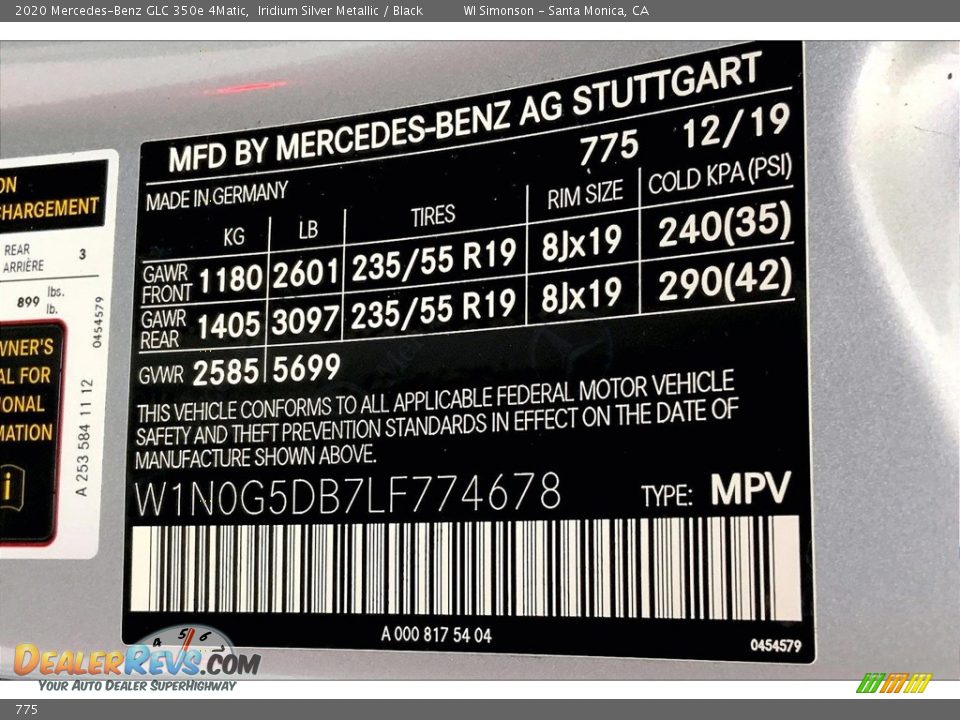 2020 Mercedes-Benz GLC 350e 4Matic, Iridium Silver Metallic / Black WI Simonson - Santa Monica, CA
MFD BY MERCEDES-BENZ AG STUTTGART
775 12/19
MADE IN GERMANY
KG LB TIRES RIM SIZE COLD KPA (PSI)
GAWR FRONT 1180 2601 235/55 R19 8Jx19 240(35)
GAWR REAR 1405 3097 235/55 R19 8Jx19 290(42)
GVWR 2585 5699
THIS VEHICLE CONFORMS TO ALL APPLICABLE FEDERAL MOTOR VEHICLE
SAFETY AND THEFT PREVENTION STANDARDS IN EFFECT ON THE DATE OF
MANUFACTURE SHOWN ABOVE.
W1N0G5DB7LF774678 TYPE: MPV
A 000 817 54 04
0454579
ON
CHARGEMENT
REAR
ARRIÈRE 3
899 lbs.
lb.
0454579
A 253 584 11 12
WNER'S
AL FOR
IONAL
MATION
i
4 5 6
DEALERREVS.COM
YOUR AUTO DEALER SUPERHIGHWAY
775